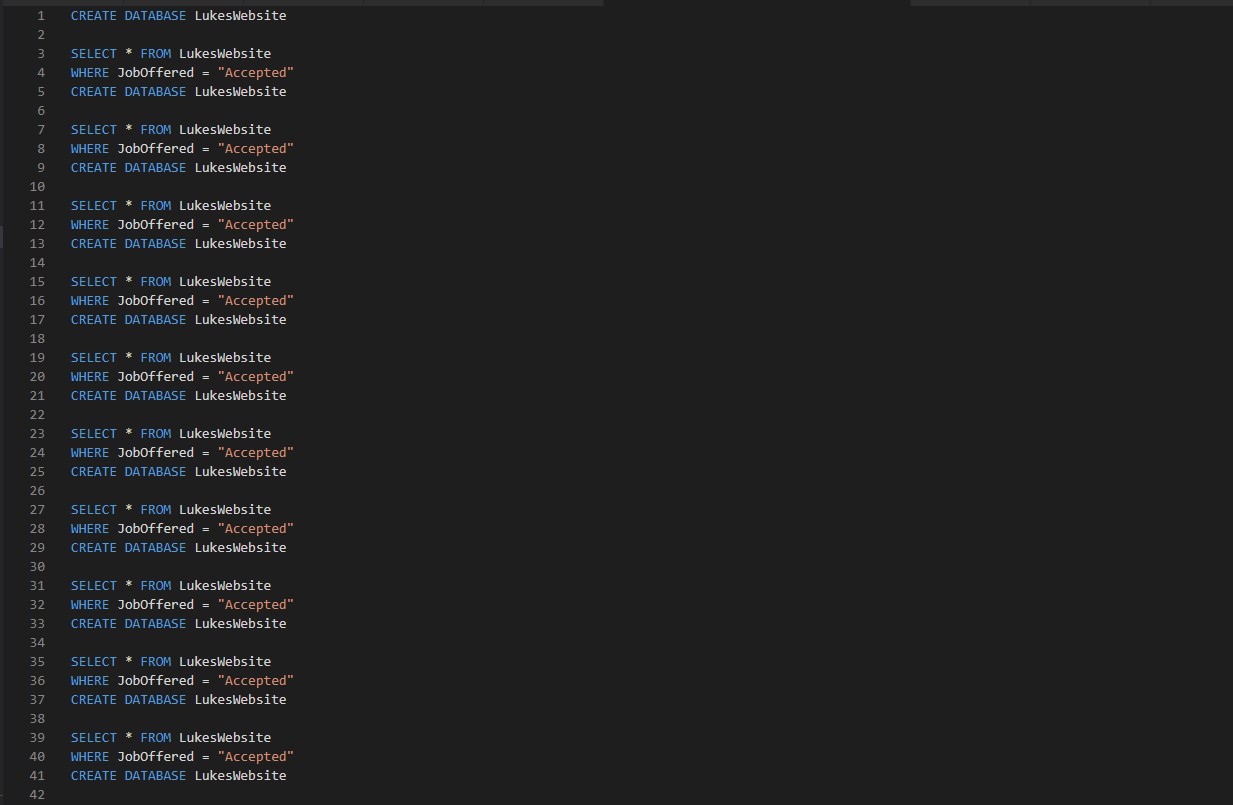 1 CREATE DATABASE LukesWebsite
2
3 SELECT * FROM LukesWebsite
4 WHERE JobOffered = "Accepted"
5 CREATE DATABASE LukesWebsite
6
7 SELECT * FROM LukesWebsite
8 WHERE JobOffered = "Accepted"
9 CREATE DATABASE LukesWebsite
10
11 SELECT * FROM LukesWebsite
12 WHERE JobOffered = "Accepted"
13 CREATE DATABASE LukesWebsite
14
15 SELECT * FROM LukesWebsite
16 WHERE JobOffered = "Accepted"
17 CREATE DATABASE LukesWebsite
18
19 SELECT * FROM LukesWebsite
20 WHERE JobOffered = "Accepted"
21 CREATE DATABASE LukesWebsite
22
23 SELECT * FROM LukesWebsite
24 WHERE JobOffered = "Accepted"
25 CREATE DATABASE LukesWebsite
26
27 SELECT * FROM LukesWebsite
28 WHERE JobOffered = "Accepted"
29 CREATE DATABASE LukesWebsite
30
31 SELECT * FROM LukesWebsite
32 WHERE JobOffered = "Accepted"
33 CREATE DATABASE LukesWebsite
34
35 SELECT * FROM LukesWebsite
36 WHERE JobOffered = "Accepted"
37 CREATE DATABASE LukesWebsite
38
39 SELECT * FROM LukesWebsite
40 WHERE JobOffered = "Accepted"
41 CREATE DATABASE LukesWebsite
42